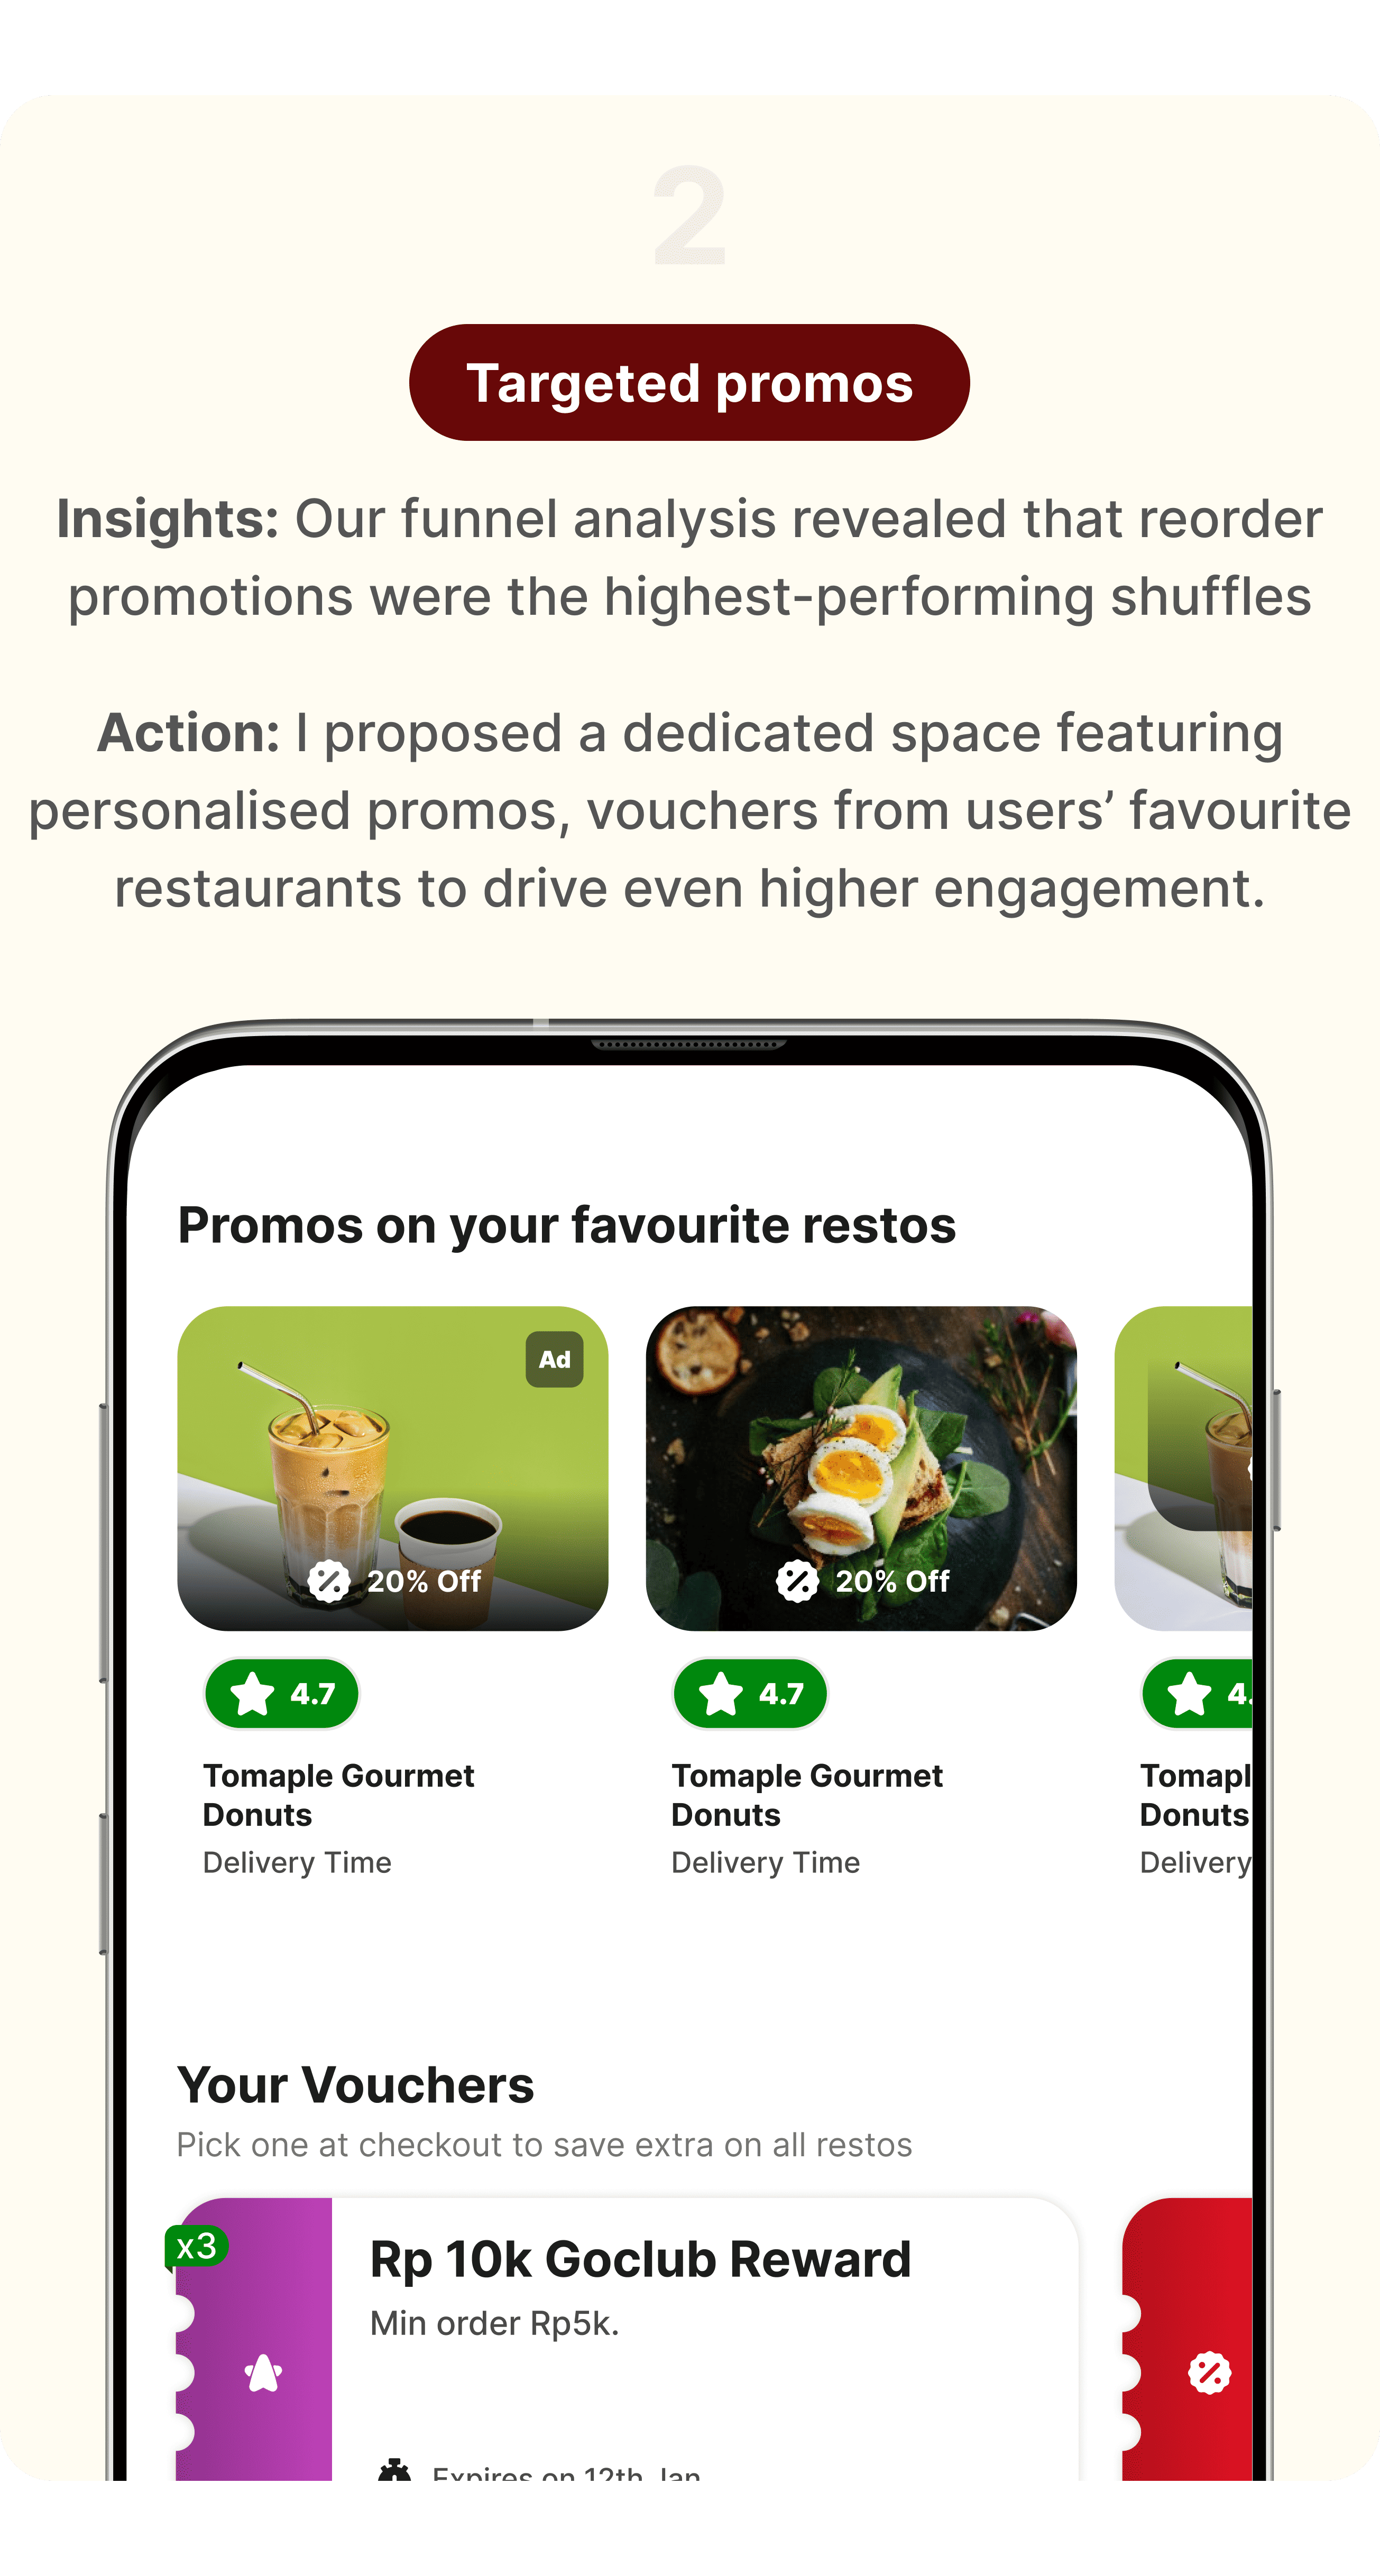 2
Targeted promos
Insights: Our funnel analysis revealed that reorder
promotions were the highest-performing shuffles
Action: I proposed a dedicated space featuring
personalised promos, vouchers from users’ favourite
restaurants to drive even higher engagement.
Promos on your favourite restos
Ad
20% Off
20% Off
4.7
4.7
4.
Tomaple Gourmet
Donuts
Delivery Time
Tomaple Gourmet
Donuts
Delivery Time
Tomapl
Donuts
Delivery
Your Vouchers
Pick one at checkout to save extra on all restos
x3
Rp 10k Goclub Reward
Min order Rp5k.
Expires on 12th Jan